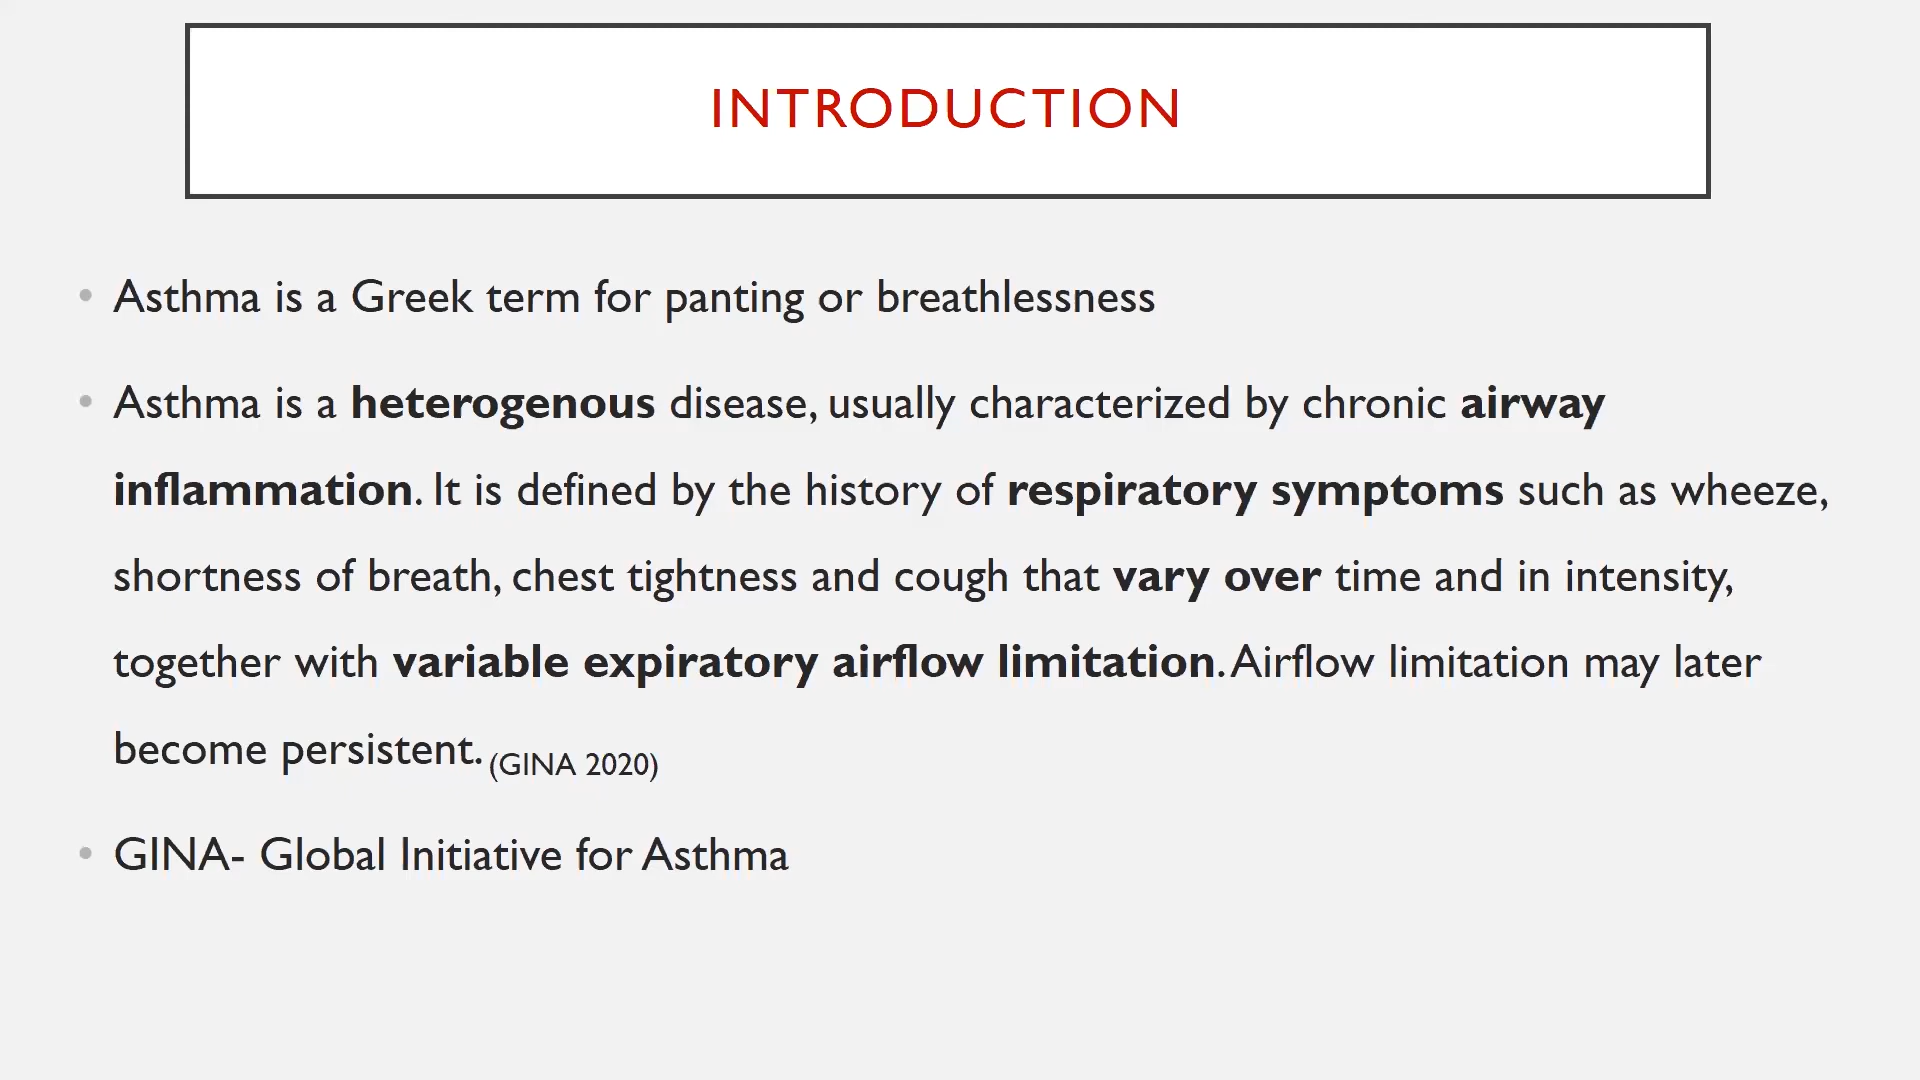 INTRODUCTION
• Asthma is a Greek term for panting or breathlessness
• Asthma is a heterogenous disease, usually characterized by chronic airway
inflammation. It is defined by the history of respiratory symptoms such as wheeze,
shortness of breath, chest tightness and cough that vary over time and in intensity,
together with variable expiratory airflow limitation. Airflow limitation may later
become persistent. (GINA 2020)
• GINA- Global Initiative for Asthma